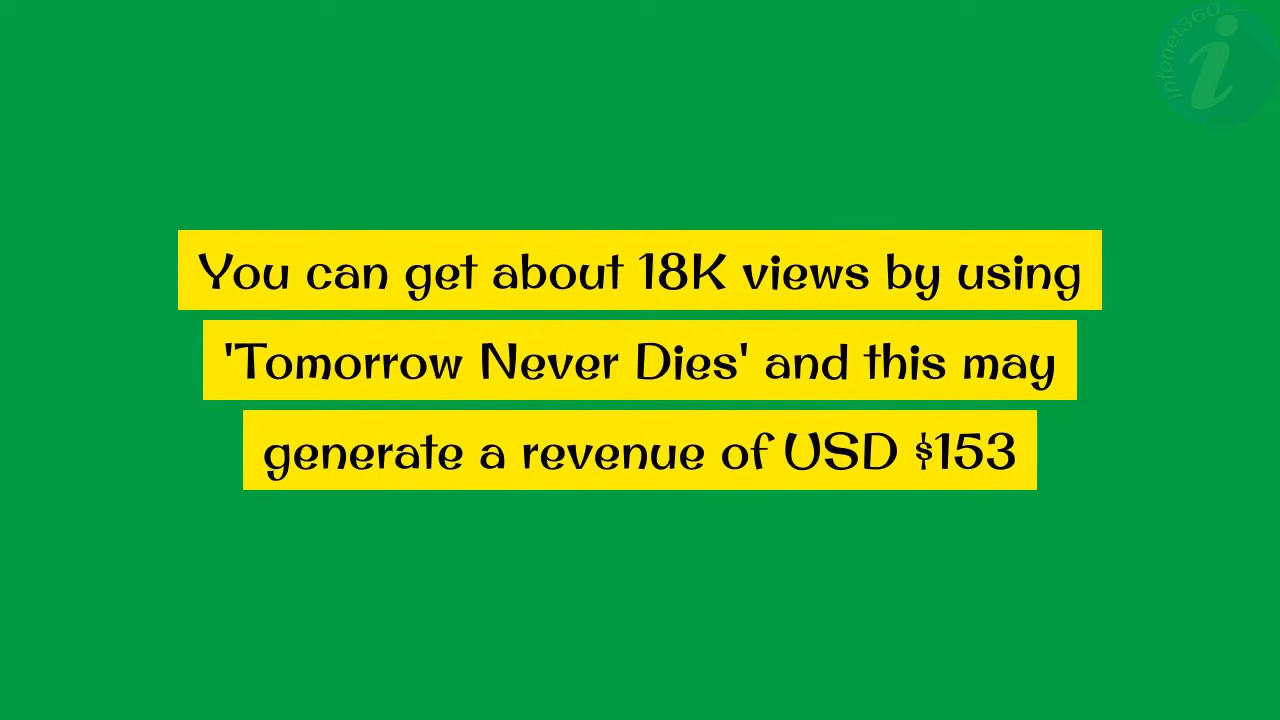 infonet360
i
You can get about 18K views by using
'Tomorrow Never Dies' and this may
generate a revenue of USD $153